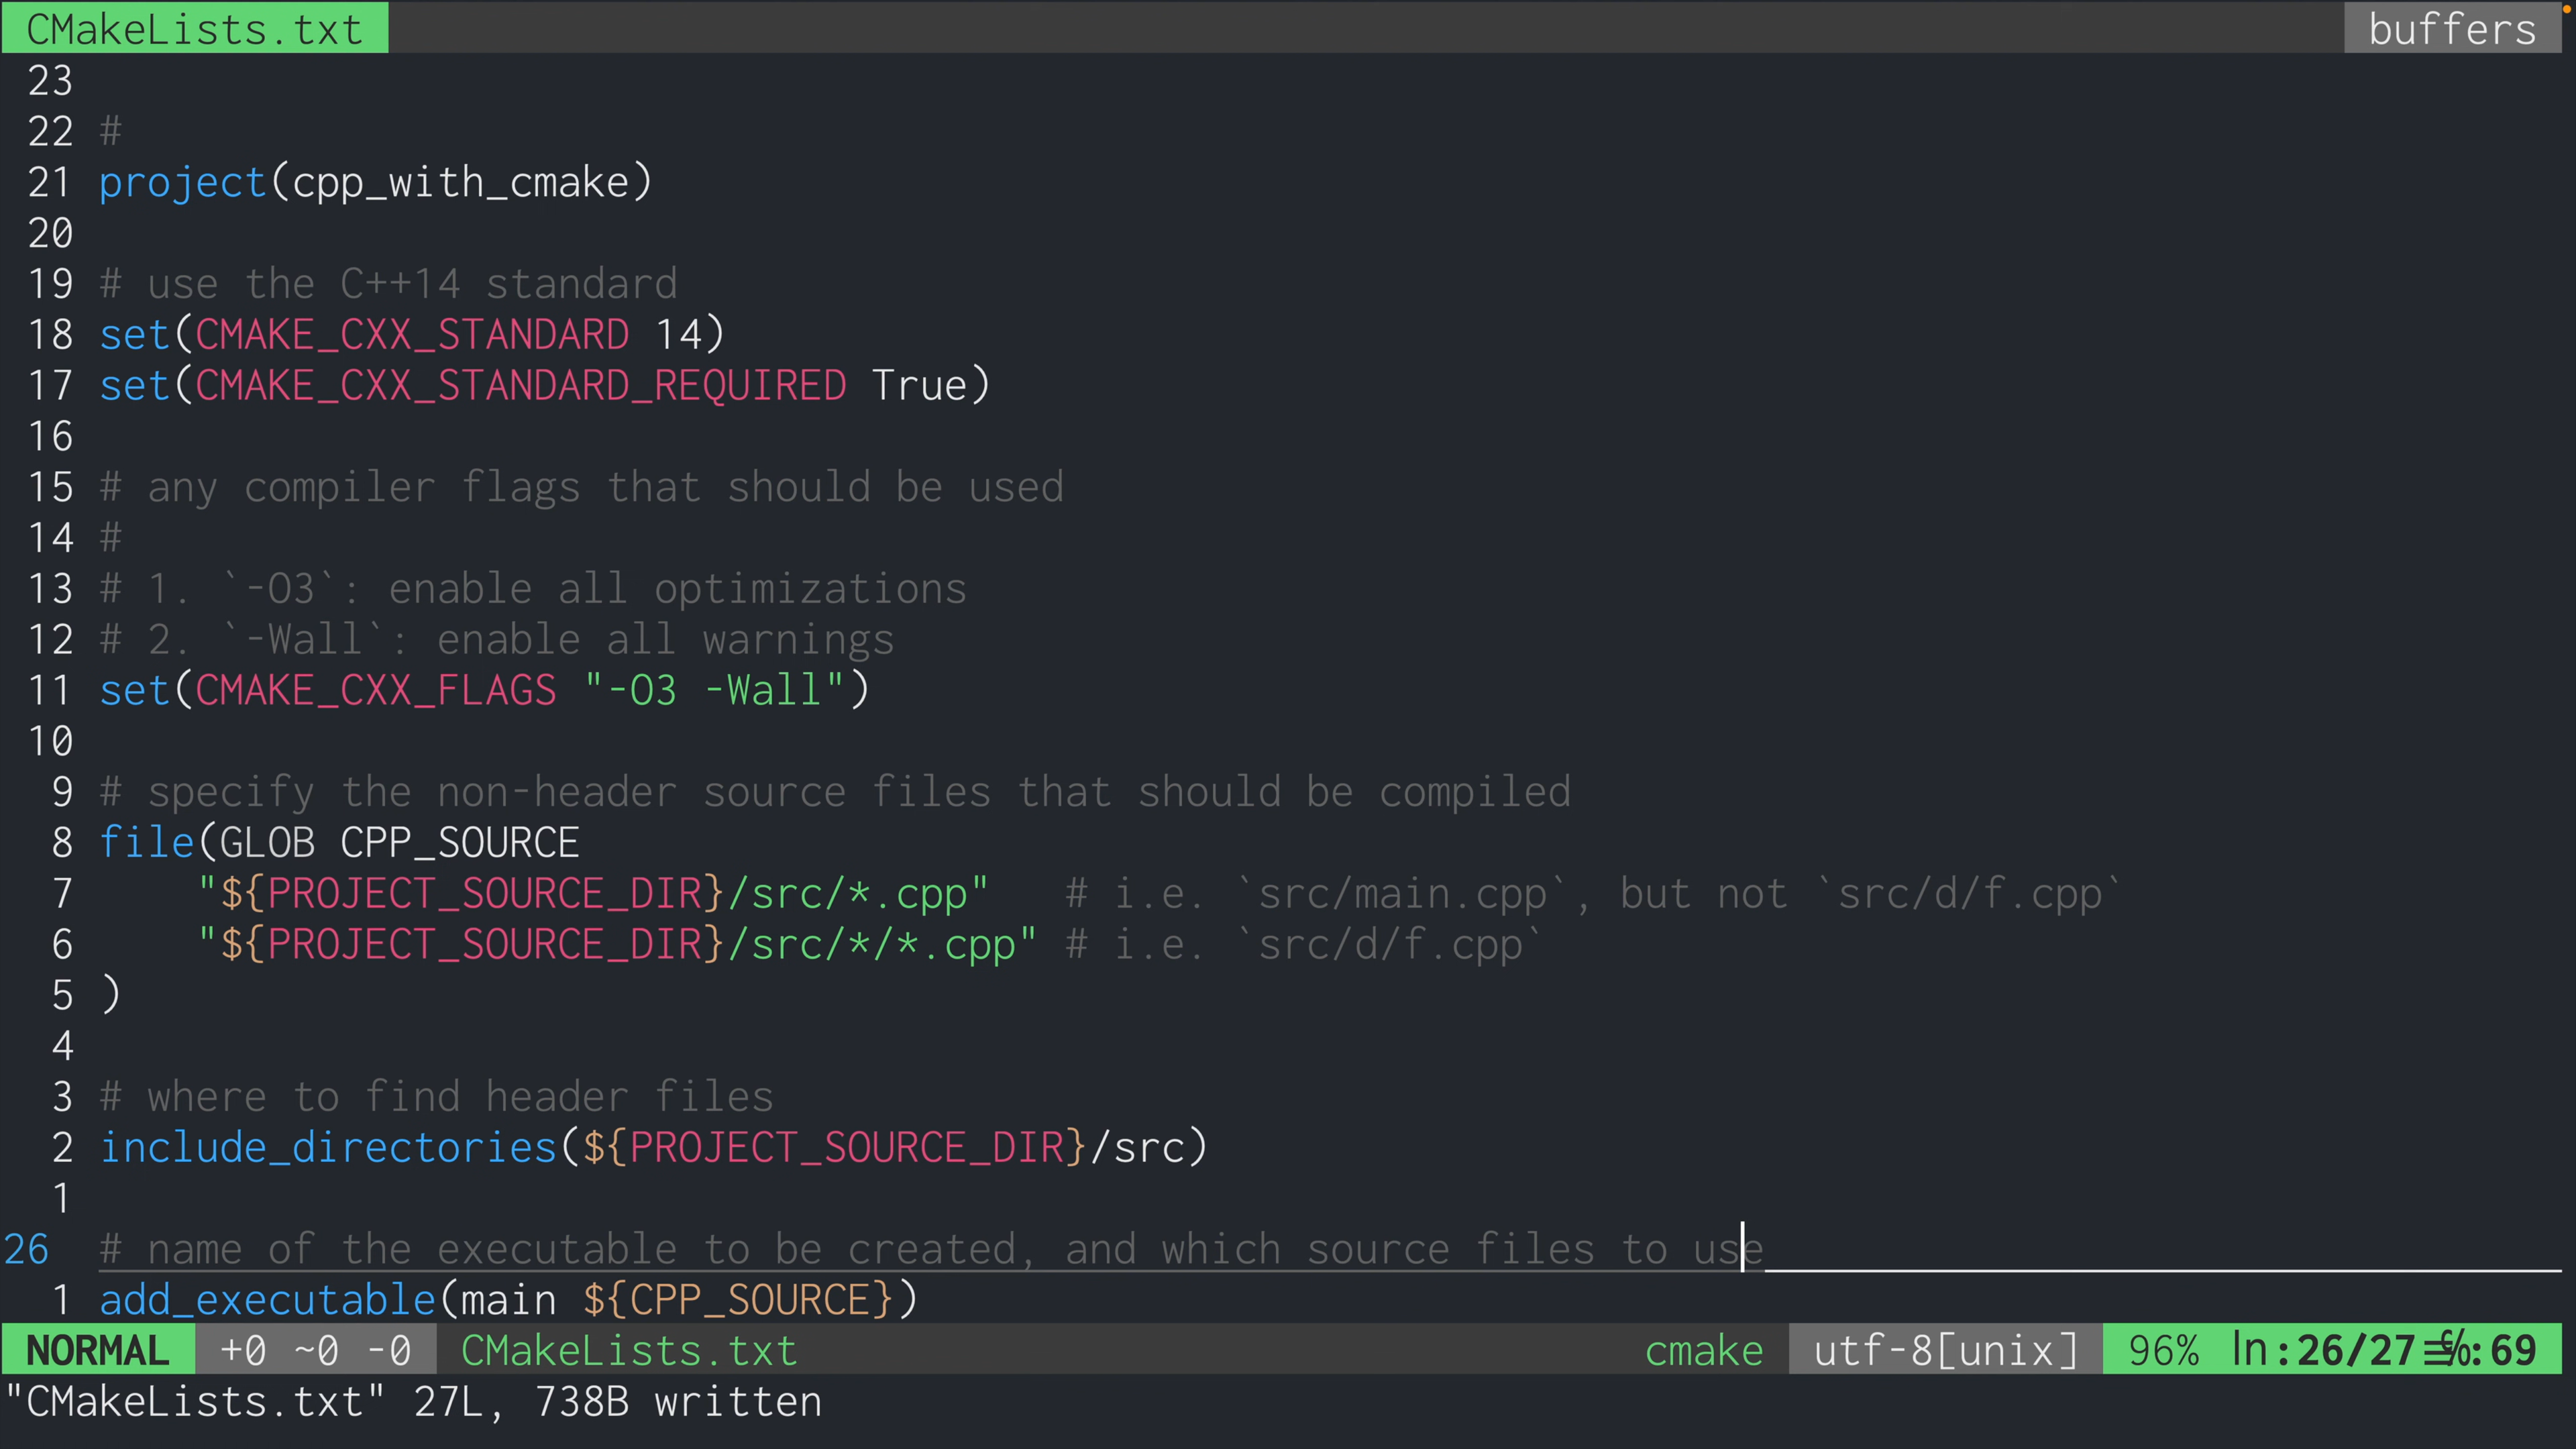 CMakeLists.txt buffers
23
22 #
21 project(cpp_with_cmake)
20
19 # use the C++14 standard
18 set(CMAKE_CXX_STANDARD 14)
17 set(CMAKE_CXX_STANDARD_REQUIRED True)
16
15 # any compiler flags that should be used
14 #
13 # 1. `-O3`: enable all optimizations
12 # 2. `-Wall`: enable all warnings
11 set(CMAKE_CXX_FLAGS "-O3 -Wall")
10
9 # specify the non-header source files that should be compiled
8 file(GLOB CPP_SOURCE
7     "${PROJECT_SOURCE_DIR}/src/*.cpp"   # i.e. `src/main.cpp`, but not `src/d/f.cpp`
6     "${PROJECT_SOURCE_DIR}/src/*/*.cpp" # i.e. `src/d/f.cpp`
5 )
4
3 # where to find header files
2 include_directories(${PROJECT_SOURCE_DIR}/src)
1
26 # name of the executable to be created, and which source files to use
1 add_executable(main ${CPP_SOURCE})
NORMAL +0 ~0 -0 CMakeLists.txt cmake utf-8[unix] 96% ln:26/27 :69
"CMakeLists.txt" 27L, 738B written